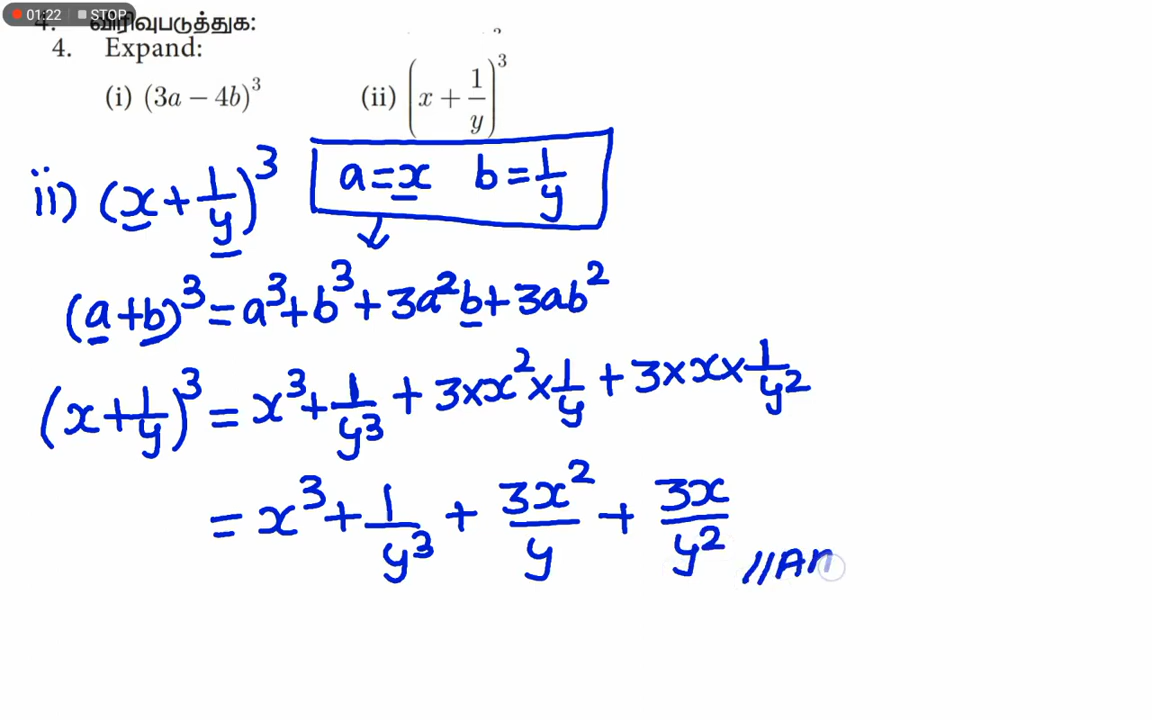 01:22 STOP
4. விரிவுபடுத்துக:
4. Expand:
(i) (3a − 4b)³ (ii) (x + 1/y)³
ii) (x + 1/y)³ a = x b = 1/y
(a+b)³ = a³ + b³ + 3a²b + 3ab²
(x + 1/y)³ = x³ + 1/y³ + 3×x²×1/y + 3×x×1/y²
= x³ + 1/y³ + 3x²/y + 3x/y² //An